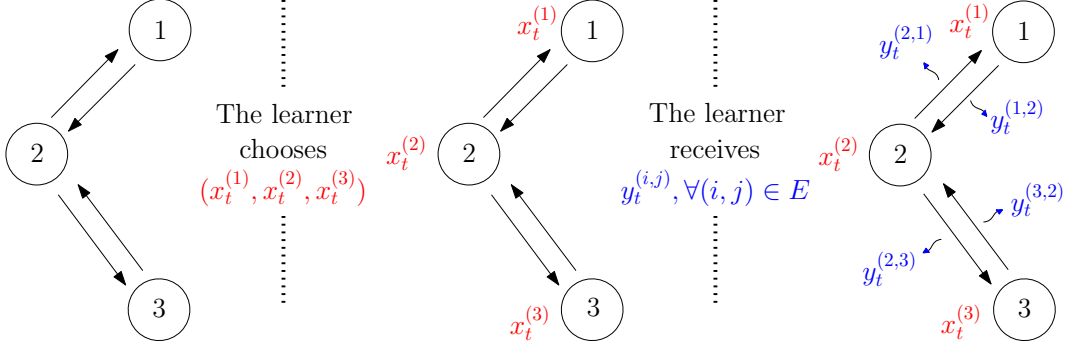 1
2
3
The learner
chooses
(x_t^{(1)}, x_t^{(2)}, x_t^{(3)})
x_t^{(1)}
1
x_t^{(2)}
2
x_t^{(3)}
3
The learner
receives
y_t^{(i,j)}, ∀(i, j) ∈ E
x_t^{(1)}
1
y_t^{(2,1)}
y_t^{(1,2)}
x_t^{(2)}
2
y_t^{(3,2)}
y_t^{(2,3)}
x_t^{(3)}
3